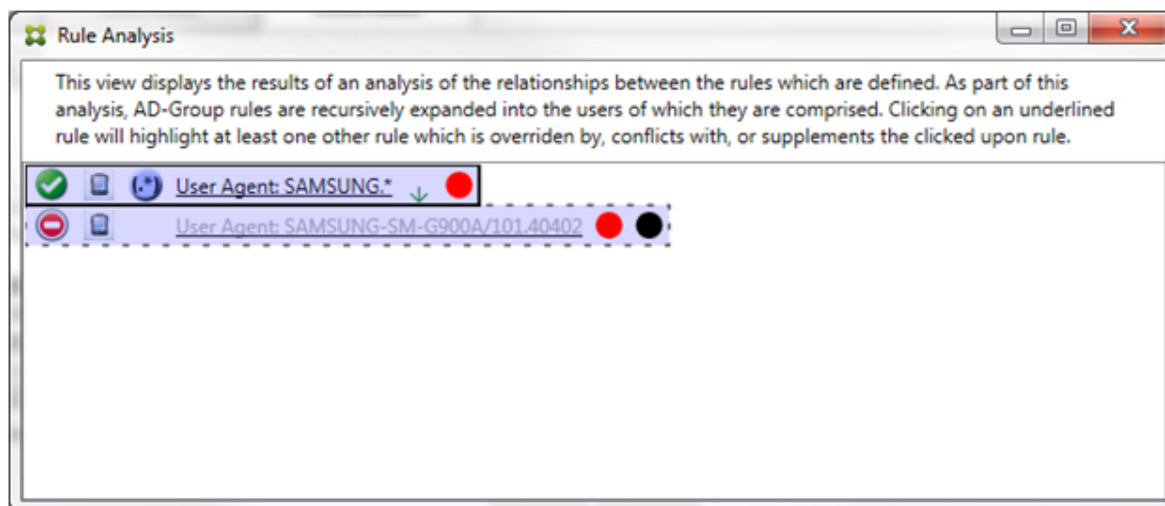 Rule Analysis
This view displays the results of an analysis of the relationships between the rules which are defined. As part of this
analysis, AD-Group rules are recursively expanded into the users of which they are comprised. Clicking on an underlined
rule will highlight at least one other rule which is overriden by, conflicts with, or supplements the clicked upon rule.
(.*) User Agent: SAMSUNG.*
User Agent: SAMSUNG-SM-G900A/101.40402